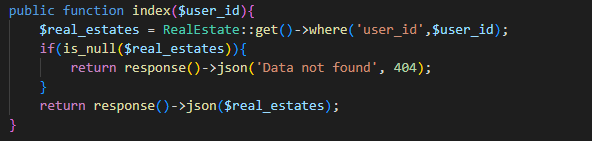 public function index($user_id){
$real_estates = RealEstate::get()->where('user_id',$user_id);
if(is_null($real_estates)){
return response()->json('Data not found', 404);
}
return response()->json($real_estates);
}